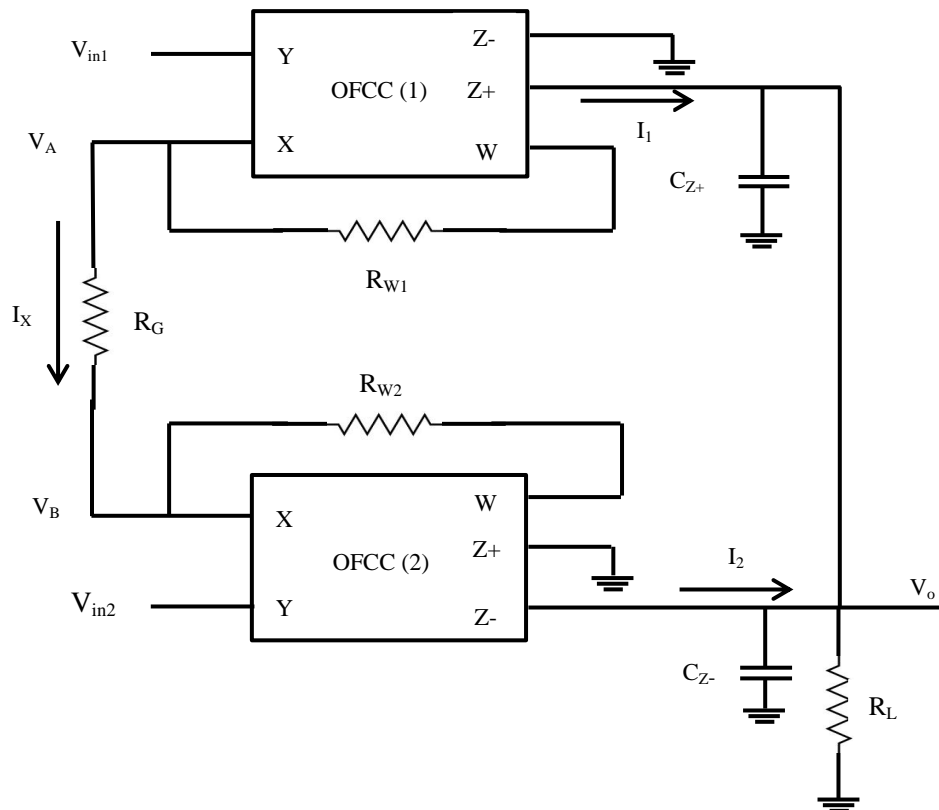 V_in1
Y
OFCC (1)
Z-
Z+
X
W
V_A
I_1
C_Z+
R_W1
I_X
R_G
R_W2
V_B
X
W
OFCC (2)
Z+
I_2
V_in2
Y
Z-
V_o
C_Z-
R_L